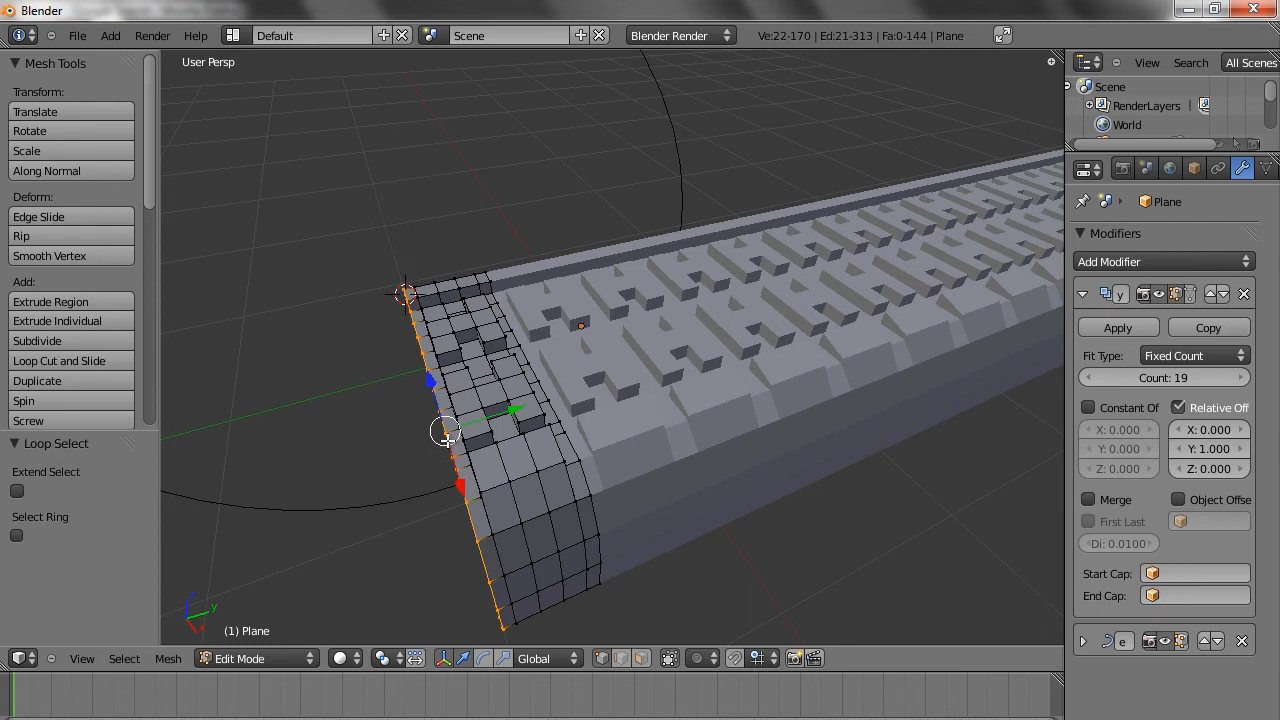 Blender
File Add Render Help Default Scene Blender Render Ve:22-170 | Ed:21-313 | Fa:0-144 | Plane
Mesh Tools
Transform:
Translate
Rotate
Scale
Along Normal
Deform:
Edge Slide
Rip
Smooth Vertex
Add:
Extrude Region
Extrude Individual
Subdivide
Loop Cut and Slide
Duplicate
Spin
Screw
Loop Select
Extend Select
Select Ring
User Persp
z
y
x
(1) Plane
View Select Mesh Edit Mode Global
View Search All Scenes
Scene
RenderLayers
World
Plane
Modifiers
Add Modifier
y
Apply Copy
Fit Type: Fixed Count
Count: 19
Constant Of Relative Off
X: 0.000 X: 0.000
Y: 0.000 Y: 1.000
Z: 0.000 Z: 0.000
Merge Object Offse
First Last
Di: 0.0100
Start Cap:
End Cap:
e